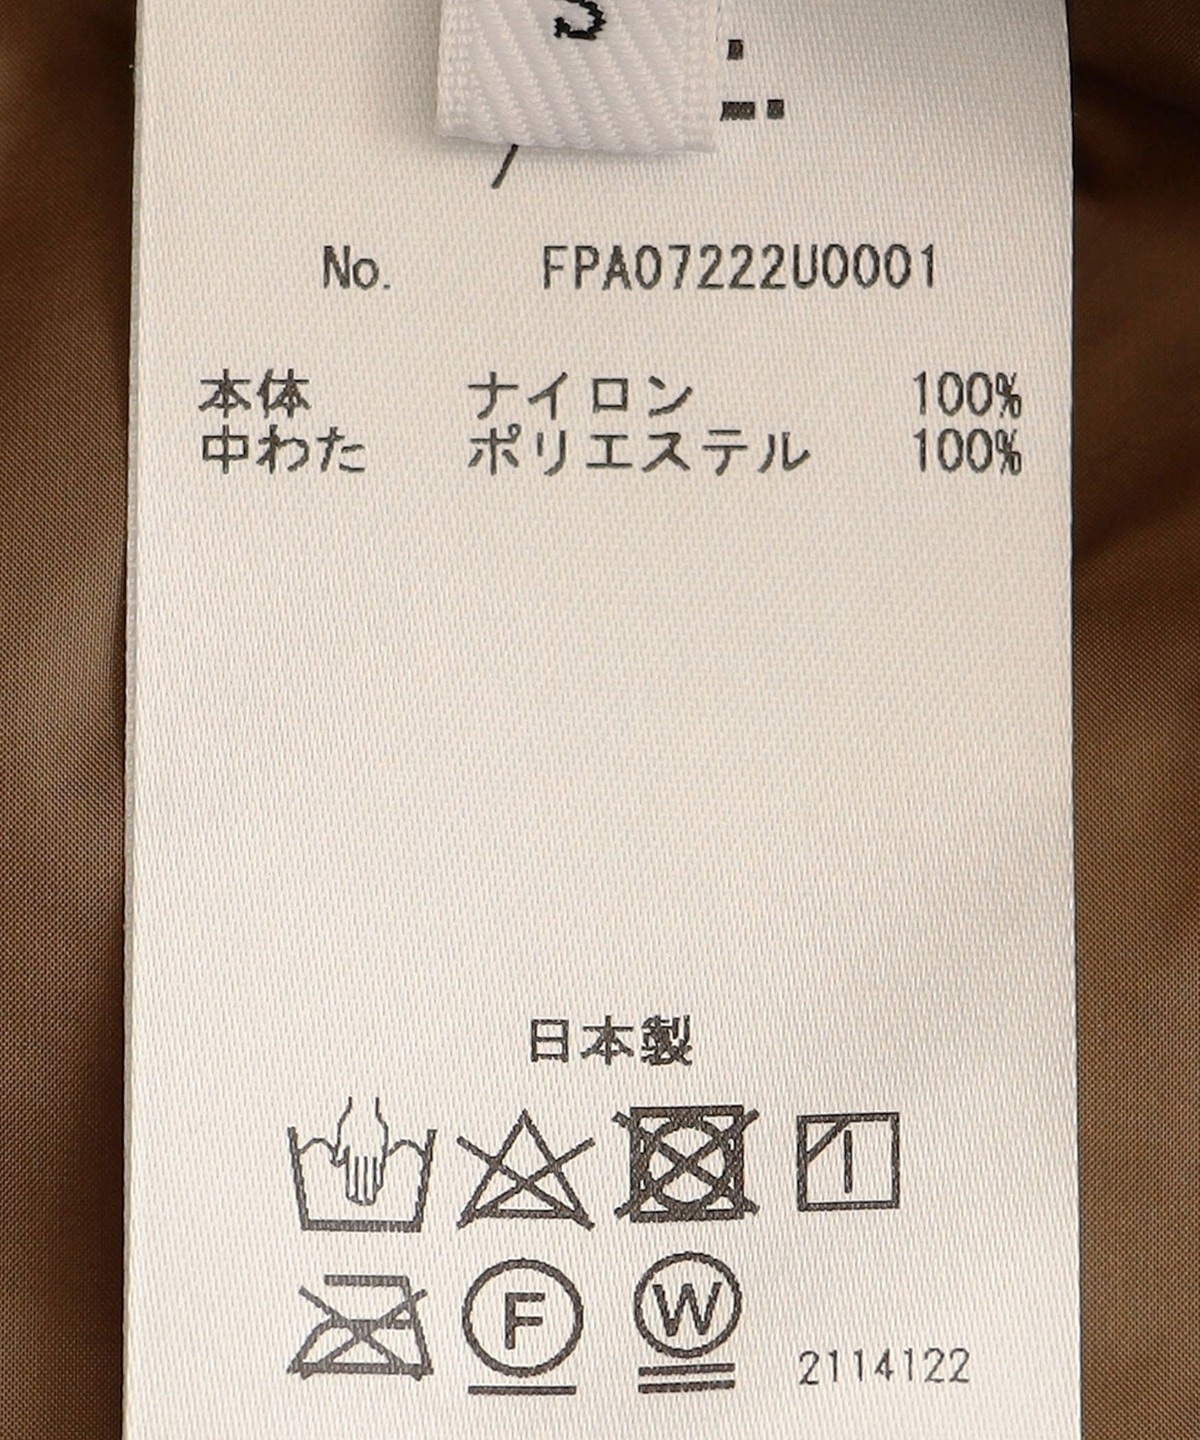 S
No. FPA07222U0001
本体 ナイロン 100%
中わた ポリエステル 100%
日本製
F W 2114122